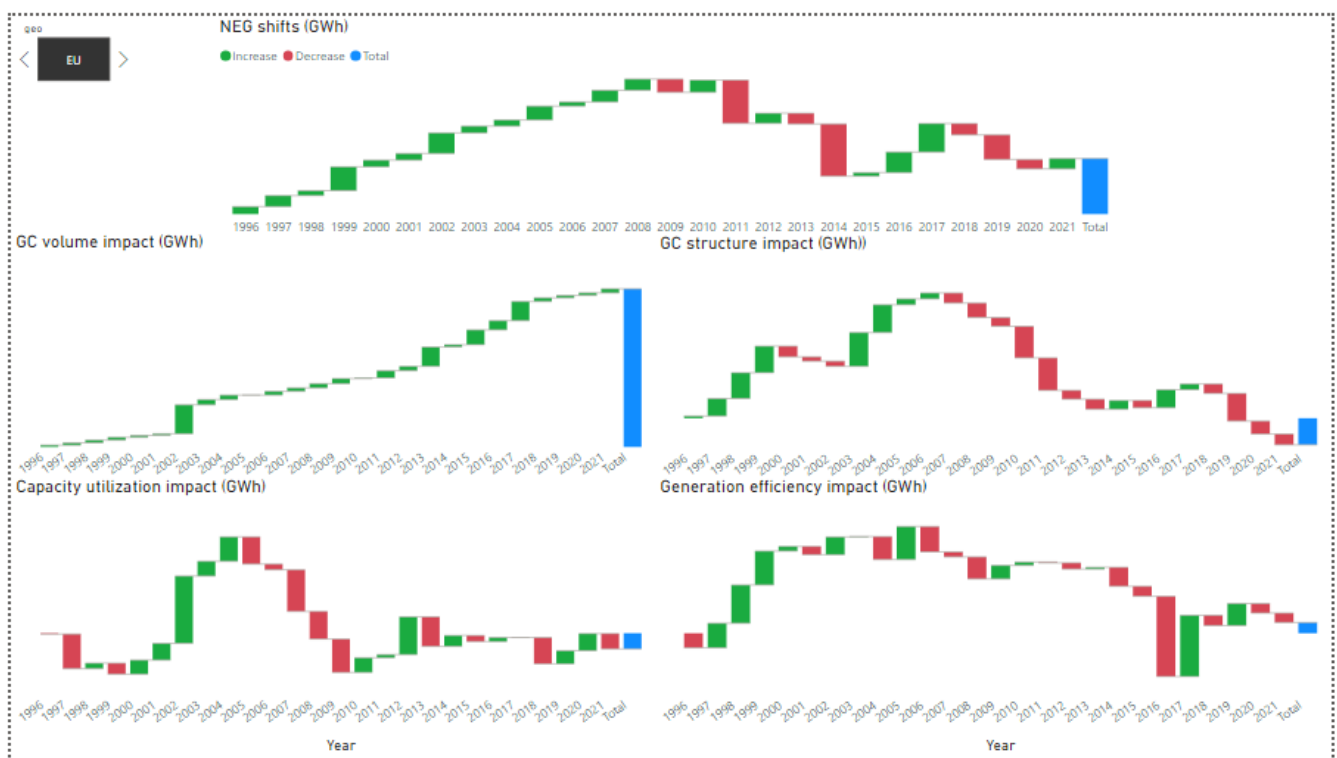 geo
EU
NEG shifts (GWh)
Increase Decrease Total
1996 1997 1998 1999 2000 2001 2002 2003 2004 2005 2006 2007 2008 2009 2010 2011 2012 2013 2014 2015 2016 2017 2018 2019 2020 2021 Total
GC volume impact (GWh)
1996 1997 1998 1999 2000 2001 2002 2003 2004 2005 2006 2007 2008 2009 2010 2011 2012 2013 2014 2015 2016 2017 2018 2019 2020 2021 Total
GC structure impact (GWh))
1996 1997 1998 1999 2000 2001 2002 2003 2004 2005 2006 2007 2008 2009 2010 2011 2012 2013 2014 2015 2016 2017 2018 2019 2020 2021 Total
Capacity utilization impact (GWh)
1996 1997 1998 1999 2000 2001 2002 2003 2004 2005 2006 2007 2008 2009 2010 2011 2012 2013 2014 2015 2016 2017 2018 2019 2020 2021 Total
Year
Generation efficiency impact (GWh)
1996 1997 1998 1999 2000 2001 2002 2003 2004 2005 2006 2007 2008 2009 2010 2011 2012 2013 2014 2015 2016 2017 2018 2019 2020 2021 Total
Year